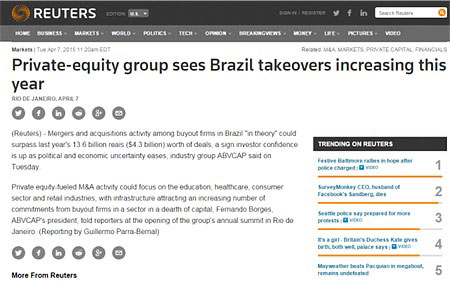 REUTERS
EDITION: U.S.
SIGN IN | REGISTER
Search Reuters
HOME BUSINESS MARKETS WORLD POLITICS TECH OPINION BREAKINGVIEWS MONEY LIFE PICTURES VIDEO
Markets | Tue Apr 7, 2015 11:20am EDT
Related: M&A, MARKETS, PRIVATE CAPITAL, FINANCIALS
Private-equity group sees Brazil takeovers increasing this
year
RIO DE JANEIRO, APRIL 7
(Reuters) - Mergers and acquisitions activity among buyout firms in Brazil "in theory" could
surpass last year's 13.6 billion reais ($4.3 billion) worth of deals, a sign investor confidence
is up as political and economic uncertainty eases, industry group ABVCAP said on
Tuesday.
Private equity-fueled M&A activity could focus on the education, healthcare, consumer
sector and retail industries, with infrastructure attracting an increasing number of
commitments from buyout firms in a sector in a dearth of capital, Fernando Borges,
ABVCAP's president, told reporters at the opening of the group's annual summit in Rio de
Janeiro. (Reporting by Guillermo Parra-Bernal)
More From Reuters
TRENDING ON REUTERS
Festive Baltimore rallies in hope after
police charged | VIDEO
1
SurveyMonkey CEO, husband of
Facebook's Sandberg, dies
2
Seattle police say prepared for more
protests | VIDEO
3
It's a girl - Britain's Duchess Kate gives
birth, both well, palace says | VIDEO
4
Mayweather beats Pacquiao in megabout,
remains undefeated
5